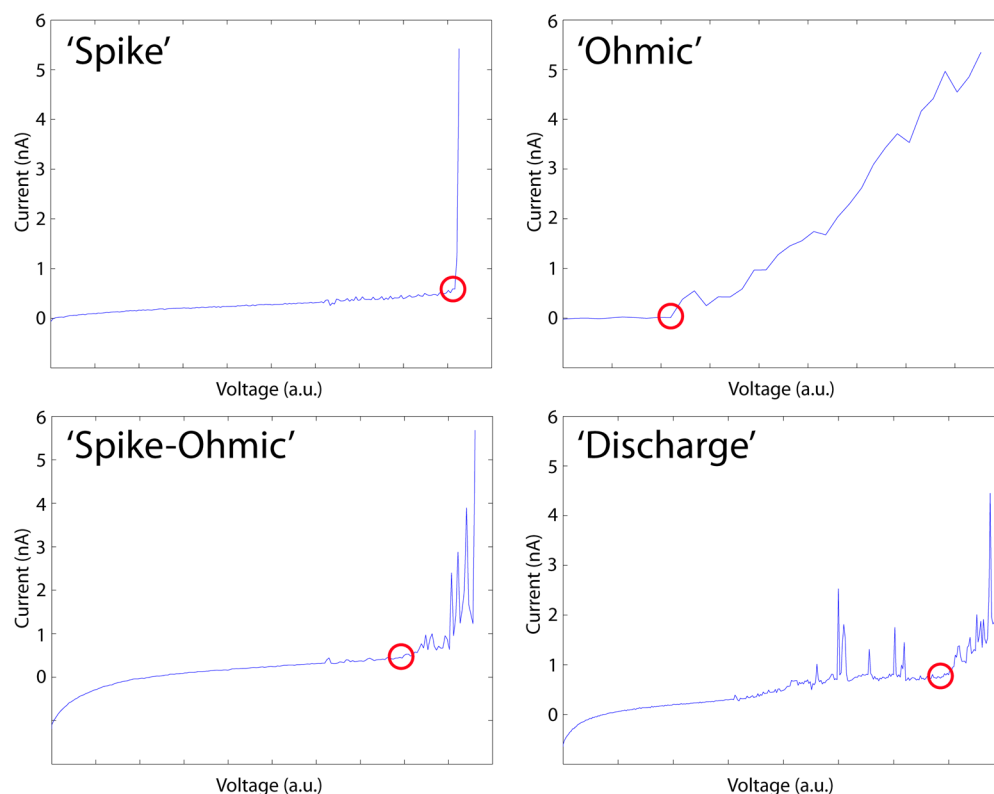 ‘Spike’
6
5
4
3
2
1
0
Current (nA)
Voltage (a.u.)
‘Ohmic’
6
5
4
3
2
1
0
Current (nA)
Voltage (a.u.)
‘Spike-Ohmic’
6
5
4
3
2
1
0
Current (nA)
Voltage (a.u.)
‘Discharge’
6
5
4
3
2
1
0
Current (nA)
Voltage (a.u.)